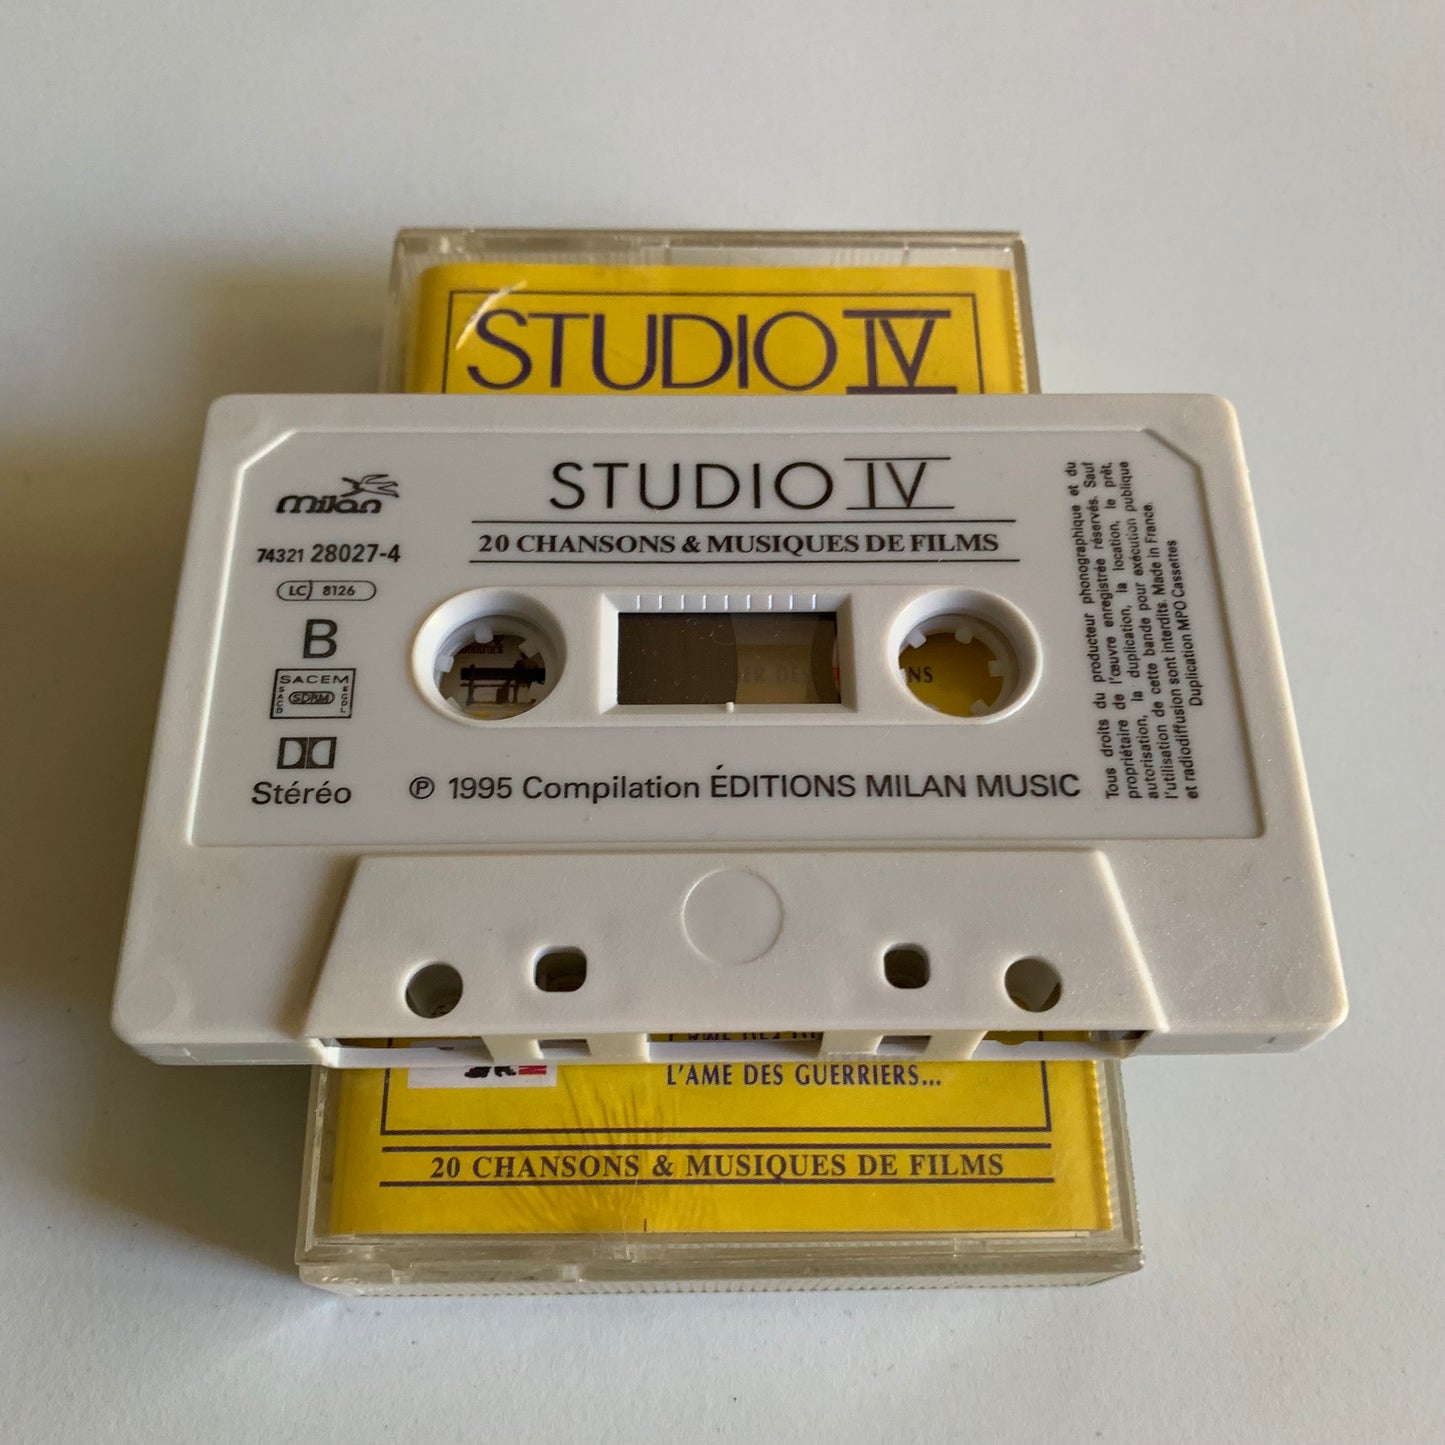 STUDIO IV
milan
STUDIO IV
20 CHANSONS & MUSIQUES DE FILMS
74321 28027-4
LC 8126
B
SACEM
SACD SDRM SGDL
Stéréo
℗ 1995 Compilation ÉDITIONS MILAN MUSIC
Tous droits du producteur phonographique et du
propriétaire de l'œuvre enregistrée réservés. Sauf
autorisation, la duplication, la location, le prêt,
l'utilisation de cette bande pour exécution publique
et radiodiffusion sont interdits. Made in France.
Duplication MPO Cassettes
NS
L'AME DES GUERRIERS...
20 CHANSONS & MUSIQUES DE FILMS